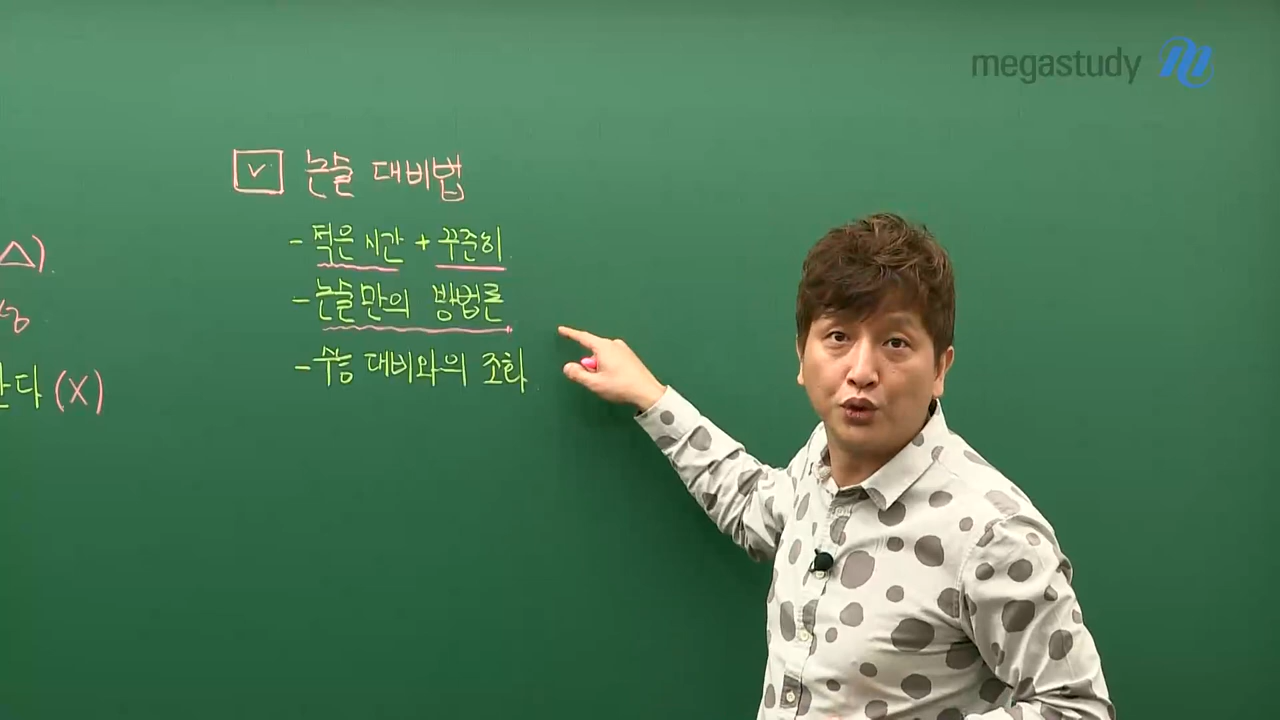 megastudy
논술 대비법
- 적은 시간 + 꾸준히
- 논술만의 방법론
- 수능 대비와의 조화
△).
다 (X)